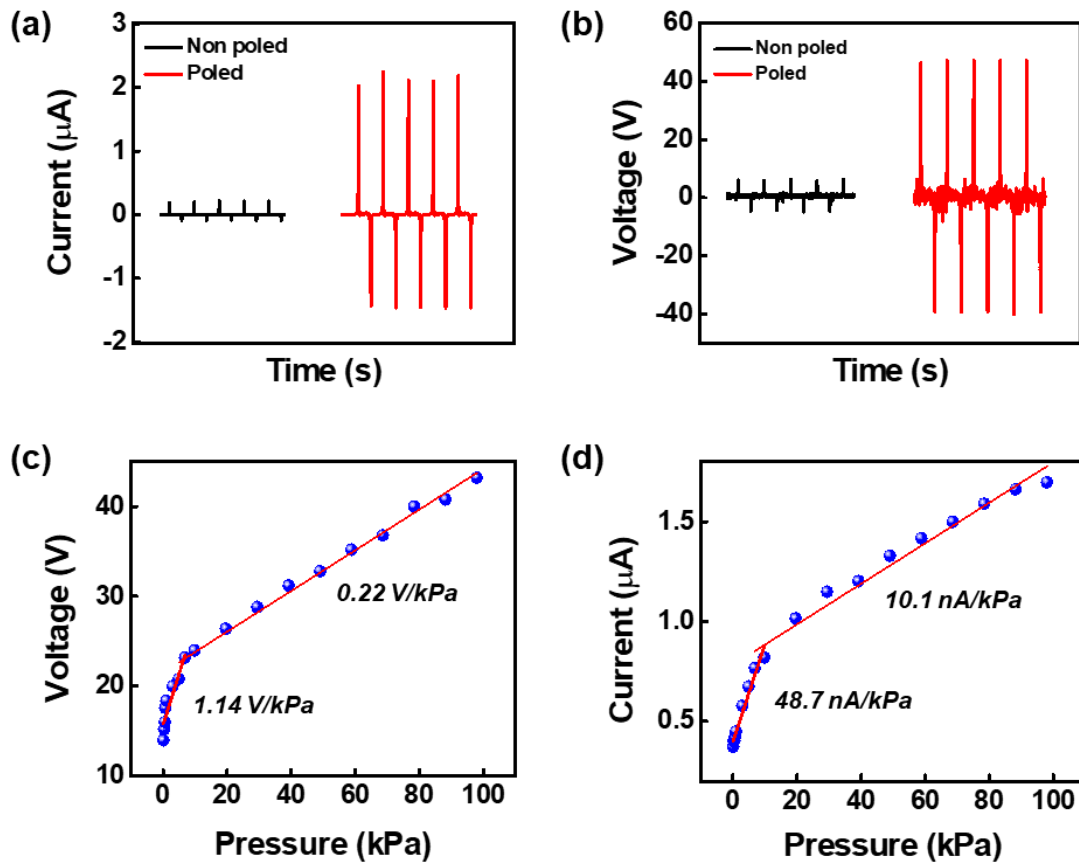 (a)
3
2
1
0
-1
-2
Current (μA)
Non poled
Poled
Time (s)
(b)
60
40
20
0
-20
-40
Voltage (V)
Non poled
Poled
Time (s)
(c)
40
30
20
10
Voltage (V)
0.22 V/kPa
1.14 V/kPa
0 20 40 60 80 100
Pressure (kPa)
(d)
1.5
1.0
0.5
Current (μA)
10.1 nA/kPa
48.7 nA/kPa
0 20 40 60 80 100
Pressure (kPa)